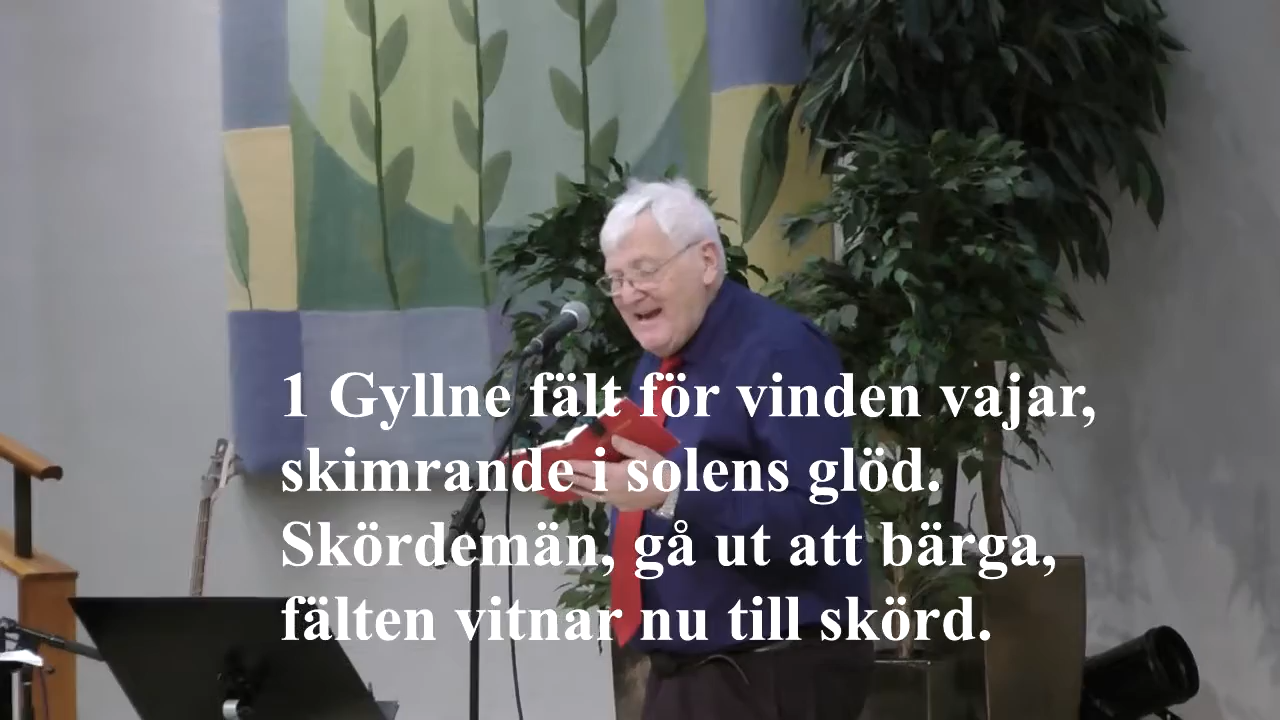 1 Gyllne fält för vinden vajar,
skimrande i solens glöd.
Skördemän, gå ut att bärga,
fälten vitnar nu till skörd.